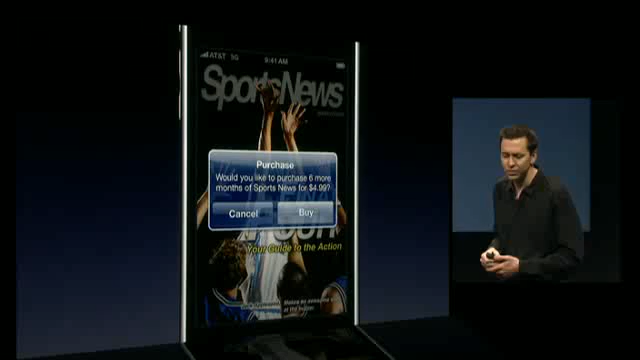 AT&T 3G 9:41 AM
SportsNews
Purchase
Would you like to purchase 6 more
months of Sports News for $4.99?
Cancel Buy
Your Guide to the Action